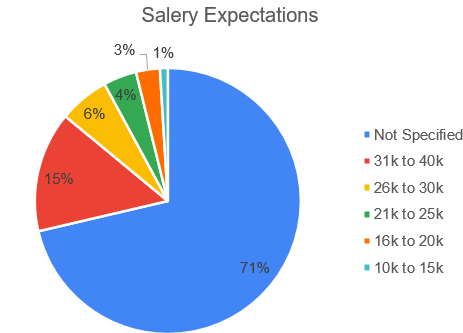 Salery Expectations
3%
1%
4%
6%
15%
71%
Not Specified
31k to 40k
26k to 30k
21k to 25k
16k to 20k
10k to 15k